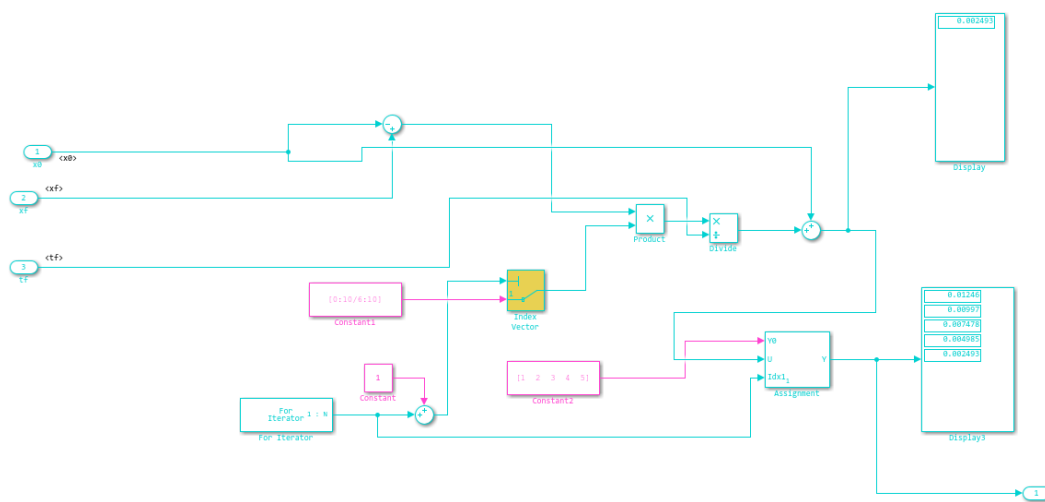 0.002493
Display
1
<x0>
x0
<xf>
2
xf
×
Product
×
÷
Divide
<tf>
3
tf
[0:10/6:10]
Constant1
1
Index
Vector
0.01246
0.00997
0.007478
0.004985
0.002493
Display3
Y0
U
Y
Idx1
1
Assignment
[1 2 3 4 5]
Constant2
1
Constant
For
Iterator
1 : N
For Iterator
1